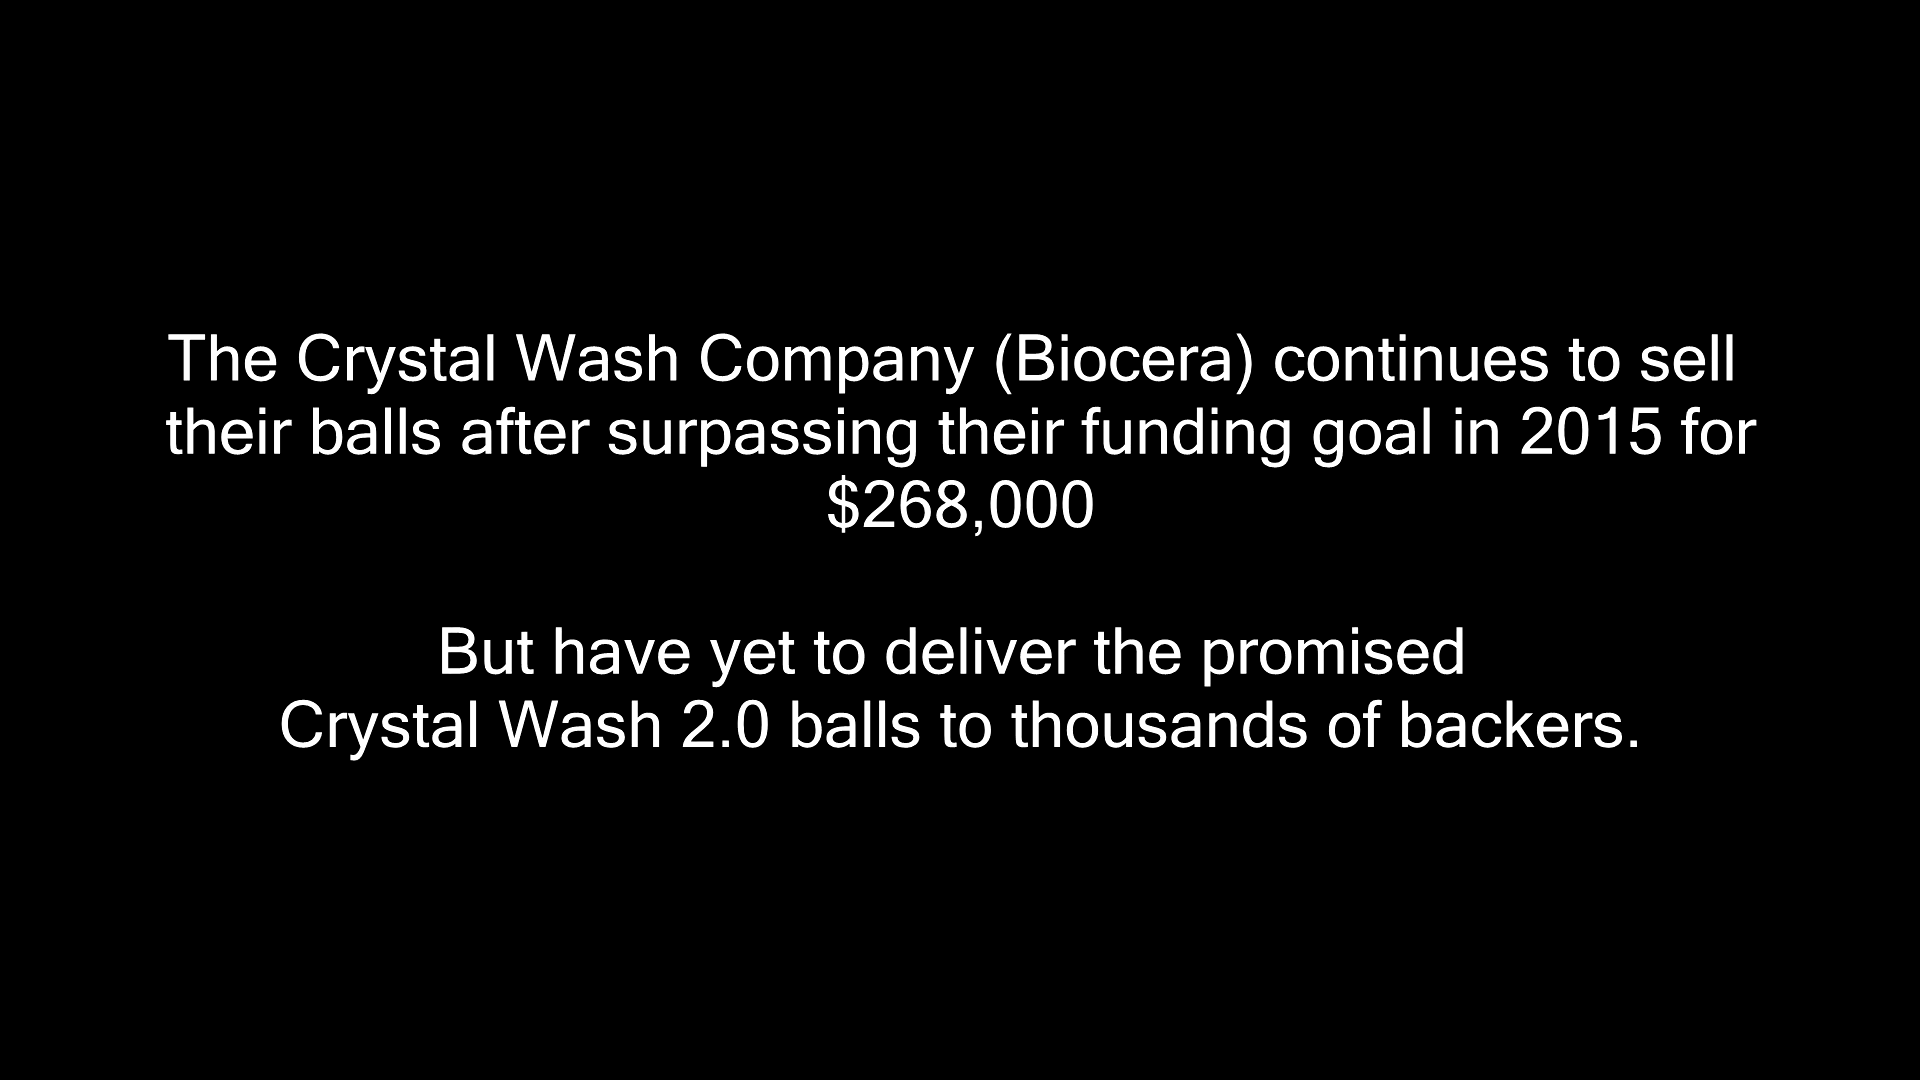 The Crystal Wash Company (Biocera) continues to sell
their balls after surpassing their funding goal in 2015 for
$268,000
But have yet to deliver the promised
Crystal Wash 2.0 balls to thousands of backers.